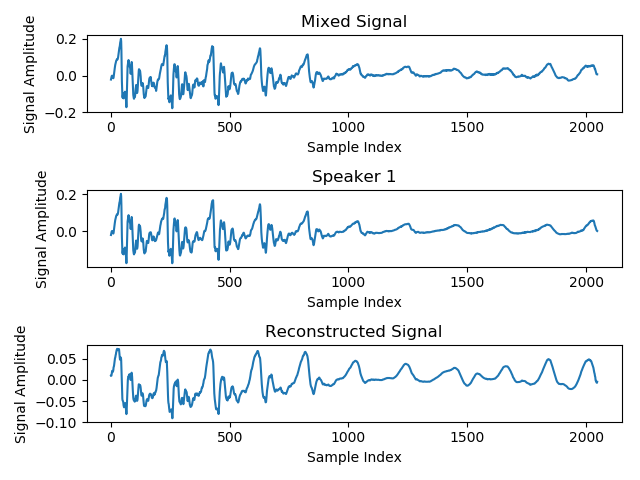 Mixed Signal
Signal Amplitude
0.2
0.0
−0.2
0 500 1000 1500 2000
Sample Index
Speaker 1
Signal Amplitude
0.2
0.0
0 500 1000 1500 2000
Sample Index
Reconstructed Signal
Signal Amplitude
0.05
0.00
−0.05
−0.10
0 500 1000 1500 2000
Sample Index